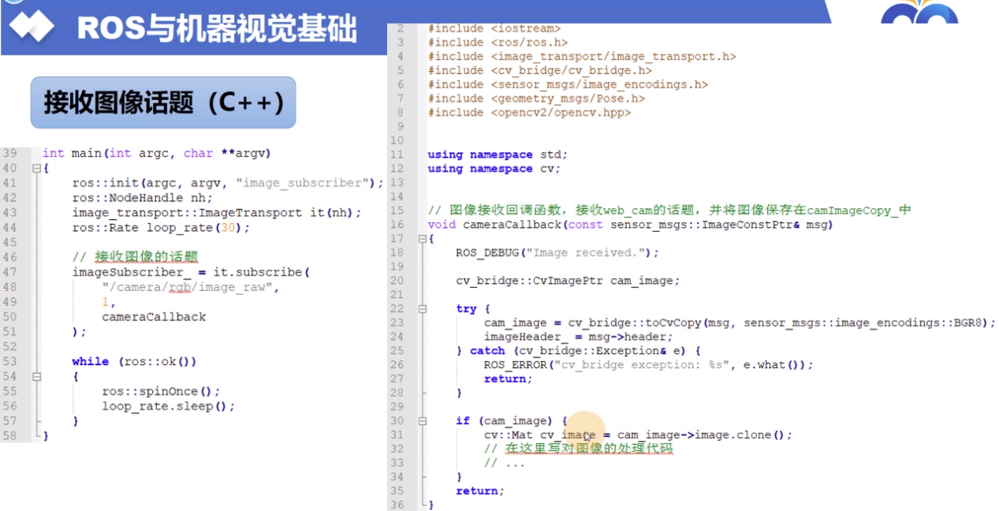 ROS与机器视觉基础
接收图像话题（C++）
39 int main(int argc, char **argv)
40 {
41 ros::init(argc, argv, "image_subscriber");
42 ros::NodeHandle nh;
43 image_transport::ImageTransport it(nh);
44 ros::Rate loop_rate(30);
45
46 // 接收图像的话题
47 imageSubscriber_ = it.subscribe(
48 "/camera/rgb/image_raw",
49 1,
50 cameraCallback
51 );
52
53 while (ros::ok())
54 {
55 ros::spinOnce();
56 loop_rate.sleep();
57 }
58 }
2 #include <iostream>
3 #include <ros/ros.h>
4 #include <image_transport/image_transport.h>
5 #include <cv_bridge/cv_bridge.h>
6 #include <sensor_msgs/image_encodings.h>
7 #include <geometry_msgs/Pose.h>
8 #include <opencv2/opencv.hpp>
9
10
11 using namespace std;
12 using namespace cv;
13
14
15 // 图像接收回调函数，接收web_cam的话题，并将图像保存在camImageCopy_中
16 void cameraCallback(const sensor_msgs::ImageConstPtr& msg)
17 {
18 ROS_DEBUG("Image received.");
19
20 cv_bridge::CvImagePtr cam_image;
21
22 try {
23 cam_image = cv_bridge::toCvCopy(msg, sensor_msgs::image_encodings::BGR8);
24 imageHeader_ = msg->header;
25 } catch (cv_bridge::Exception& e) {
26 ROS_ERROR("cv_bridge exception: %s", e.what());
27 return;
28 }
29
30 if (cam_image) {
31 cv::Mat cv_image = cam_image->image.clone();
32 // 在这里写对图像的处理代码
33 // ...
34 }
35 return;
36 }